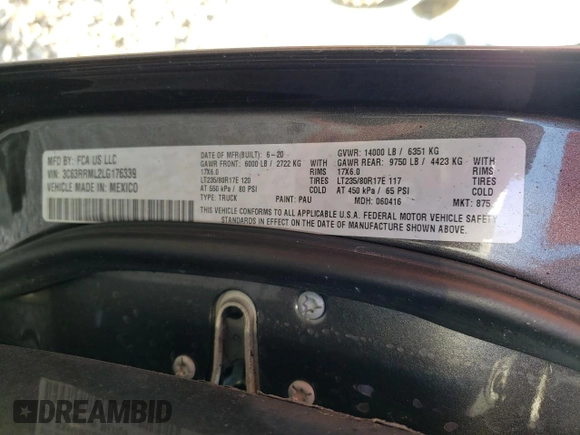 MFD BY: FCA US LLC
VIN: 3C63RRML2LG176339
VEHICLE MADE IN: MEXICO
DATE OF MFR(BUILT): 6-20
GAWR FRONT: 6000 LB / 2722 KG
17X6.0 RIMS
LT235/80R17E 120 TIRES
AT 550 kPa / 80 PSI COLD
TYPE: TRUCK PAINT: PAU
GVWR: 14000 LB / 6351 KG
GAWR REAR: 9750 LB / 4423 KG
17X6.0 RIMS
LT235/80R17E 117 TIRES
AT 450 kPa / 65 PSI COLD
MDH: 060416 MKT: 875
THIS VEHICLE CONFORMS TO ALL APPLICABLE U.S.A. FEDERAL MOTOR VEHICLE SAFETY
STANDARDS IN EFFECT ON THE DATE OF MANUFACTURE SHOWN ABOVE.
DREAMBID